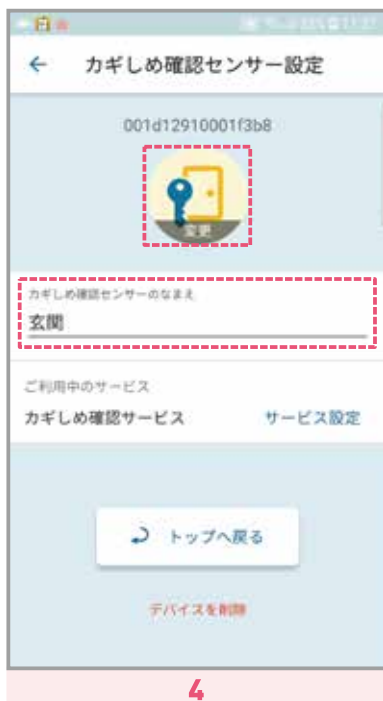 ← カギしめ確認センサー設定
001d12910001f3b8
変更
カギしめ確認センサーのなまえ
玄関
ご利用中のサービス
カギしめ確認サービス サービス設定
トップへ戻る
デバイスを削除
4